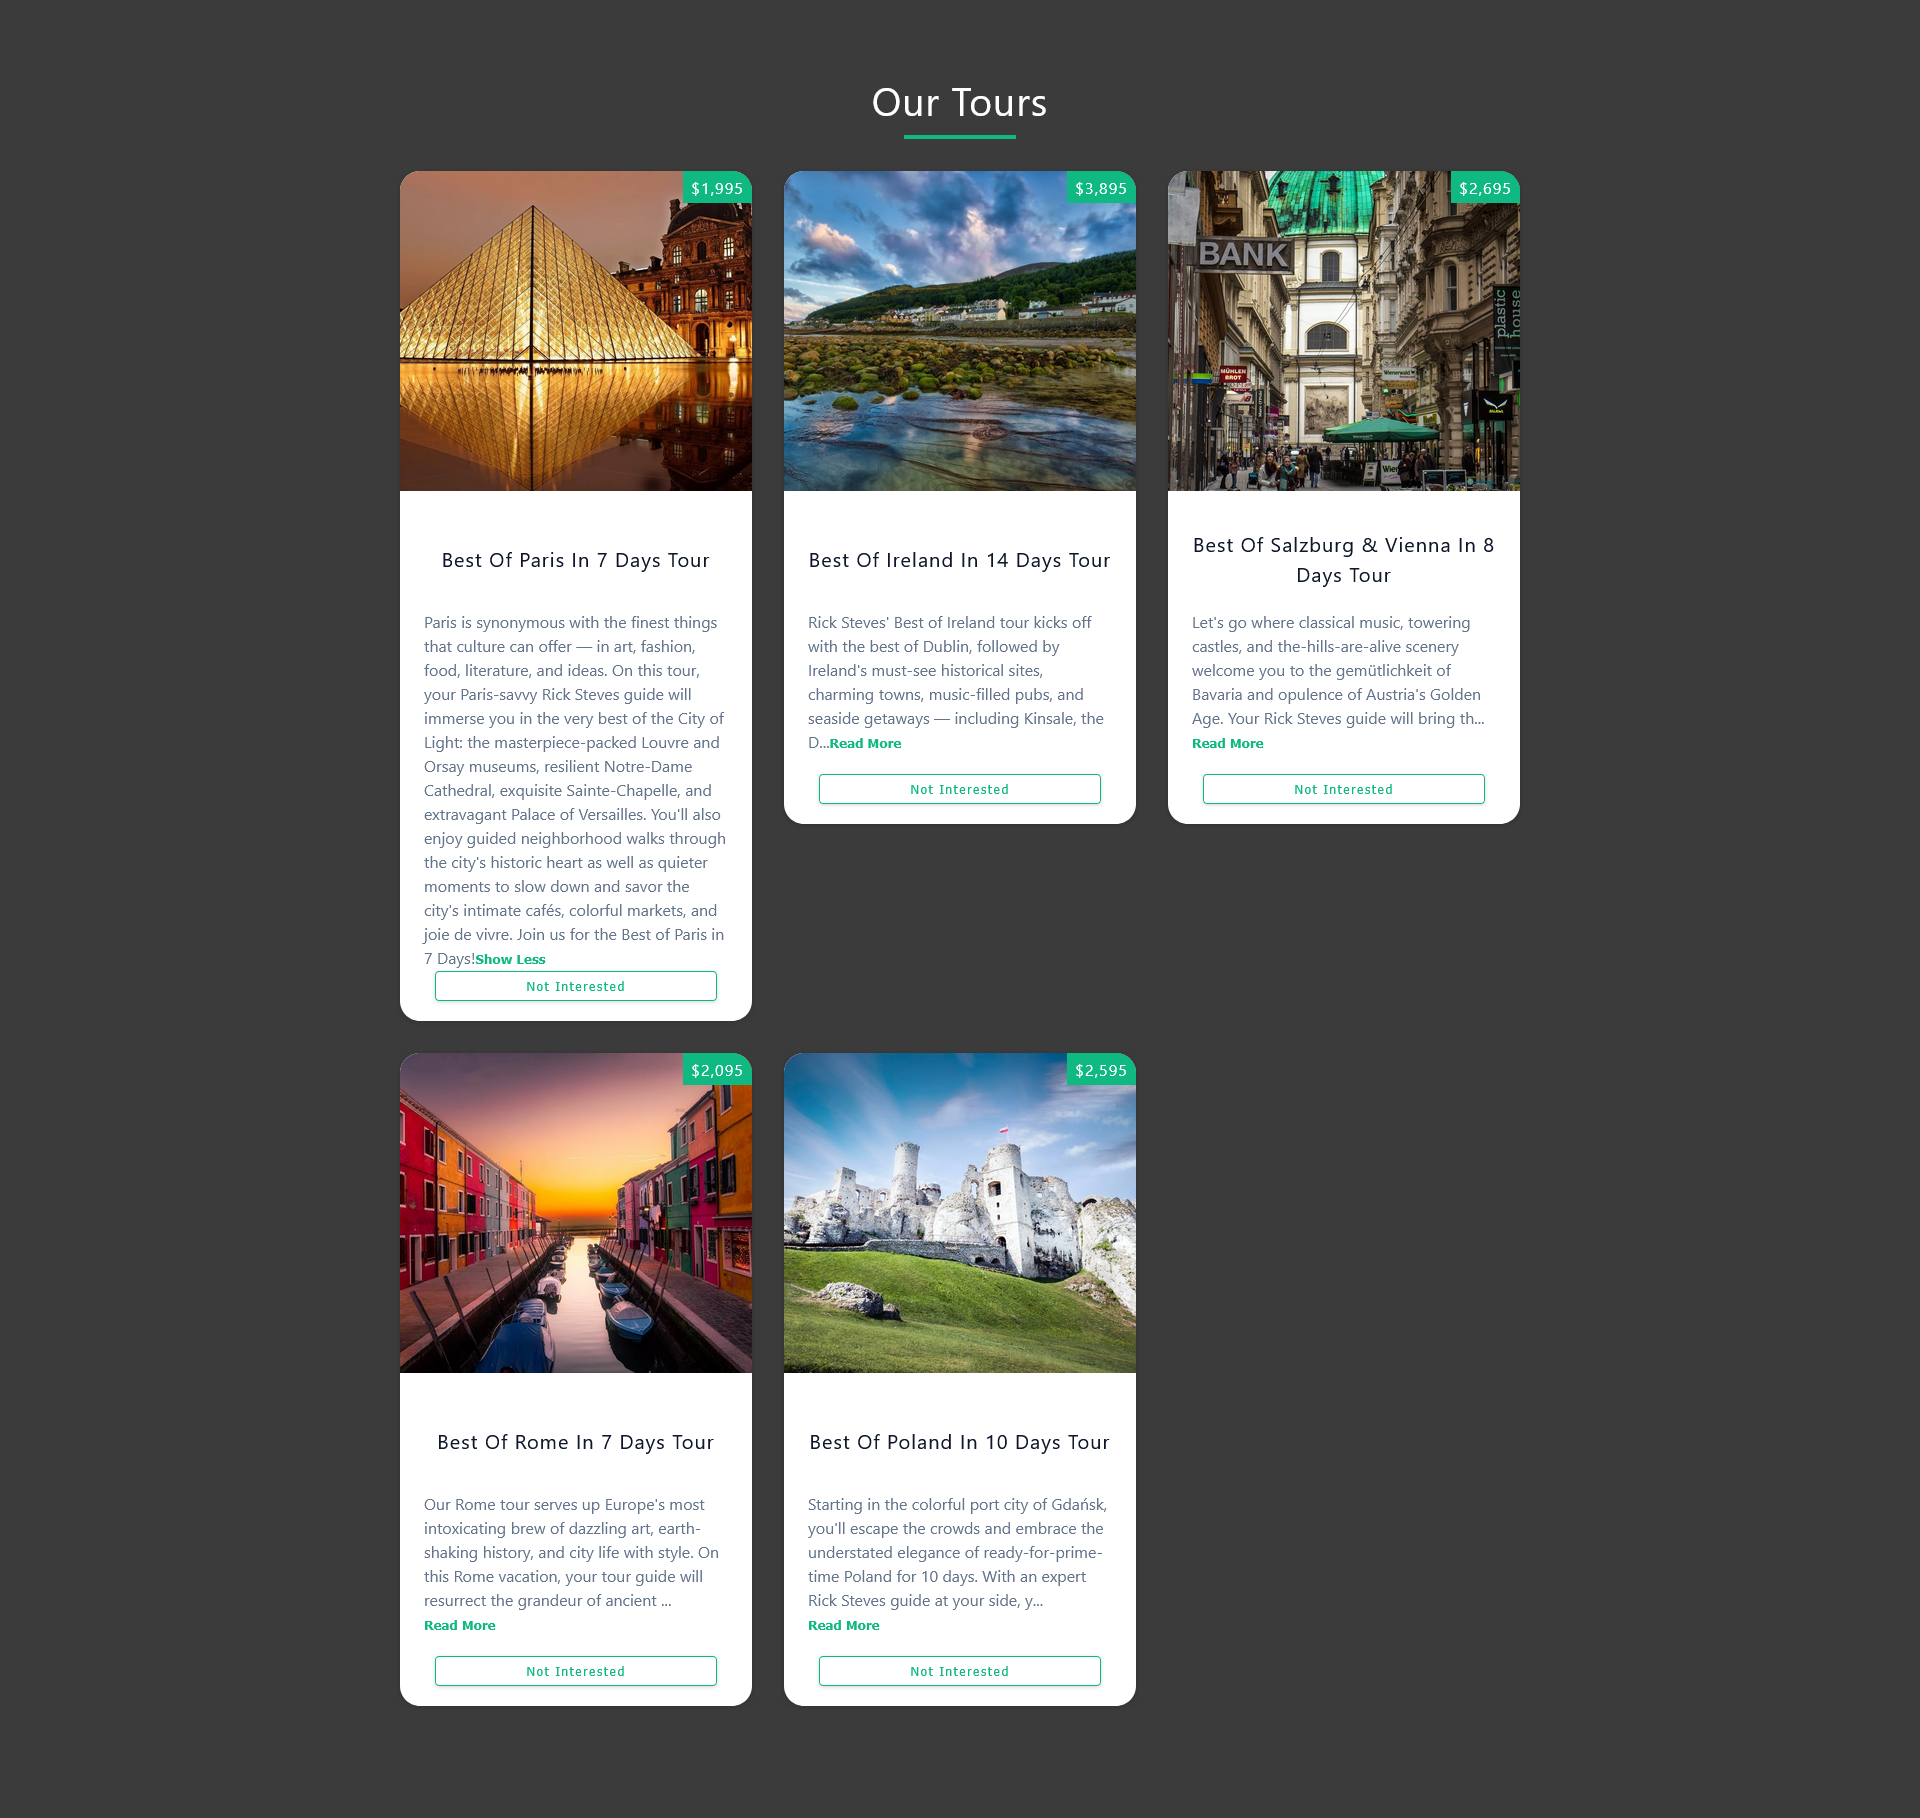 Our Tours
$1,995
Best Of Paris In 7 Days Tour
Paris is synonymous with the finest things
that culture can offer — in art, fashion,
food, literature, and ideas. On this tour,
your Paris-savvy Rick Steves guide will
immerse you in the very best of the City of
Light: the masterpiece-packed Louvre and
Orsay museums, resilient Notre-Dame
Cathedral, exquisite Sainte-Chapelle, and
extravagant Palace of Versailles. You'll also
enjoy guided neighborhood walks through
the city's historic heart as well as quieter
moments to slow down and savor the
city's intimate cafés, colorful markets, and
joie de vivre. Join us for the Best of Paris in
7 Days!Show Less
Not Interested
$3,895
Best Of Ireland In 14 Days Tour
Rick Steves' Best of Ireland tour kicks off
with the best of Dublin, followed by
Ireland's must-see historical sites,
charming towns, music-filled pubs, and
seaside getaways — including Kinsale, the
D...Read More
Not Interested
$2,695
BANK
plastic
house
MÜHLEN
BROT
Wienerwald
Best Of Salzburg & Vienna In 8
Days Tour
Let's go where classical music, towering
castles, and the-hills-are-alive scenery
welcome you to the gemütlichkeit of
Bavaria and opulence of Austria's Golden
Age. Your Rick Steves guide will bring th...
Read More
Not Interested
$2,095
Best Of Rome In 7 Days Tour
Our Rome tour serves up Europe's most
intoxicating brew of dazzling art, earth-
shaking history, and city life with style. On
this Rome vacation, your tour guide will
resurrect the grandeur of ancient ...
Read More
Not Interested
$2,595
Best Of Poland In 10 Days Tour
Starting in the colorful port city of Gdańsk,
you'll escape the crowds and embrace the
understated elegance of ready-for-prime-
time Poland for 10 days. With an expert
Rick Steves guide at your side, y...
Read More
Not Interested